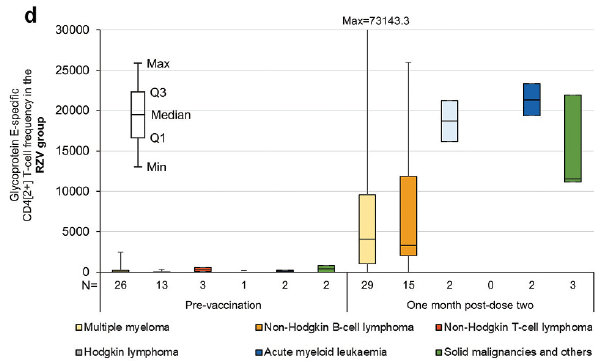 d
Max=73143.3
Glycoprotein E-specific
CD4[2+] T-cell frequency in the
RZV group
30000
25000
20000
15000
10000
5000
0
Max
Q3
Median
Q1
Min
N= 26 13 3 1 2 2 29 15 2 0 2 3
Pre-vaccination One month post-dose two
Multiple myeloma Non-Hodgkin B-cell lymphoma Non-Hodgkin T-cell lymphoma
Hodgkin lymphoma Acute myeloid leukaemia Solid malignancies and others